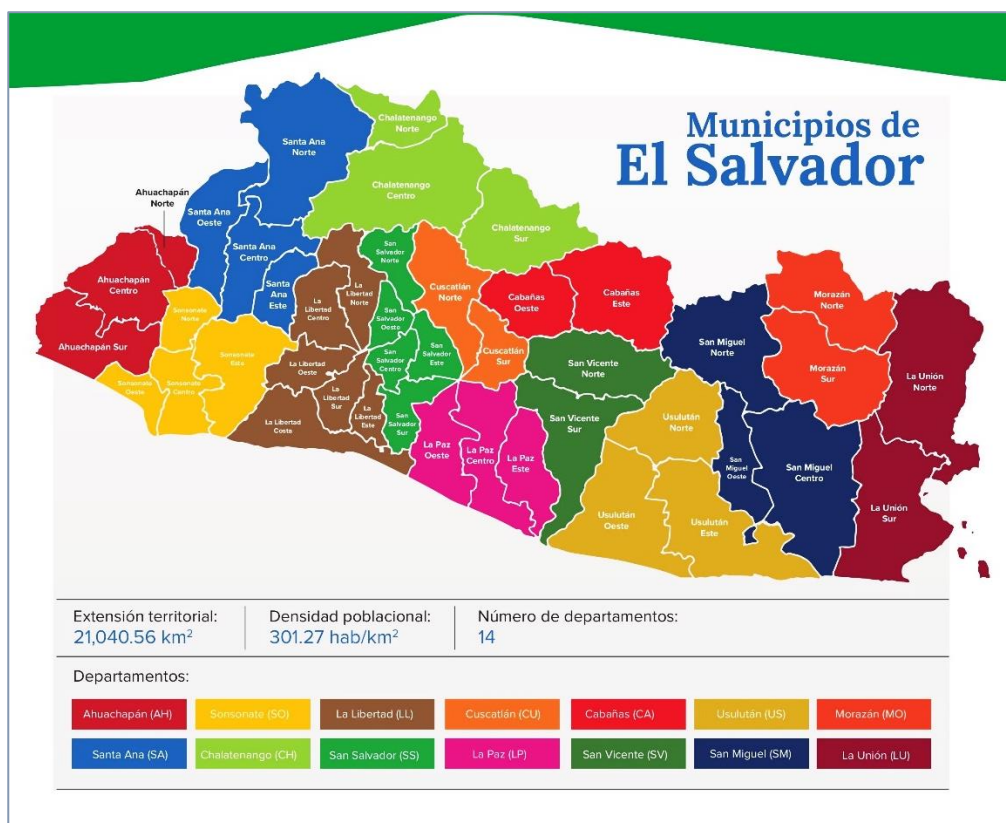 Municipios de
El Salvador
Chalatenango
Norte
Santa Ana
Norte
Chalatenango
Centro
Ahuachapán
Norte
Santa Ana
Oeste
Chalatenango
Sur
Santa Ana
Centro
San
Salvador
Norte
Ahuachapán
Centro
Santa
Ana
Este
La
Libertad
Norte
Cuscatlán
Norte
Cabañas
Este
Cabañas
Oeste
La
Libertad
Centro
Morazán
Norte
Sonsonate
Norte
San
Salvador
Oeste
San Miguel
Norte
Ahuachapán Sur
Sonsonate
Este
San
Salvador
Centro
San
Salvador
Este
Cuscatlán
Sur
San Vicente
Norte
Morazán
Sur
La Unión
Norte
La Libertad
Oeste
Sonsonate
Oeste
Sonsonate
Centro
La
Libertad
Sur
La
Libertad
Este
San
Salvador
Sur
La Libertad
Costa
San Vicente
Sur
Usulután
Norte
La Paz
Oeste
La Paz
Centro
La Paz
Este
San
Miguel
Oeste
San Miguel
Centro
Usulután
Oeste
Usulután
Este
La Unión
Sur
Extensión territorial:
21,040.56 km²
Densidad poblacional:
301.27 hab/km²
Número de departamentos:
14
Departamentos:
Ahuachapán (AH)
Sonsonate (SO)
La Libertad (LL)
Cuscatlán (CU)
Cabañas (CA)
Usulután (US)
Morazán (MO)
Santa Ana (SA)
Chalatenango (CH)
San Salvador (SS)
La Paz (LP)
San Vicente (SV)
San Miguel (SM)
La Unión (LU)